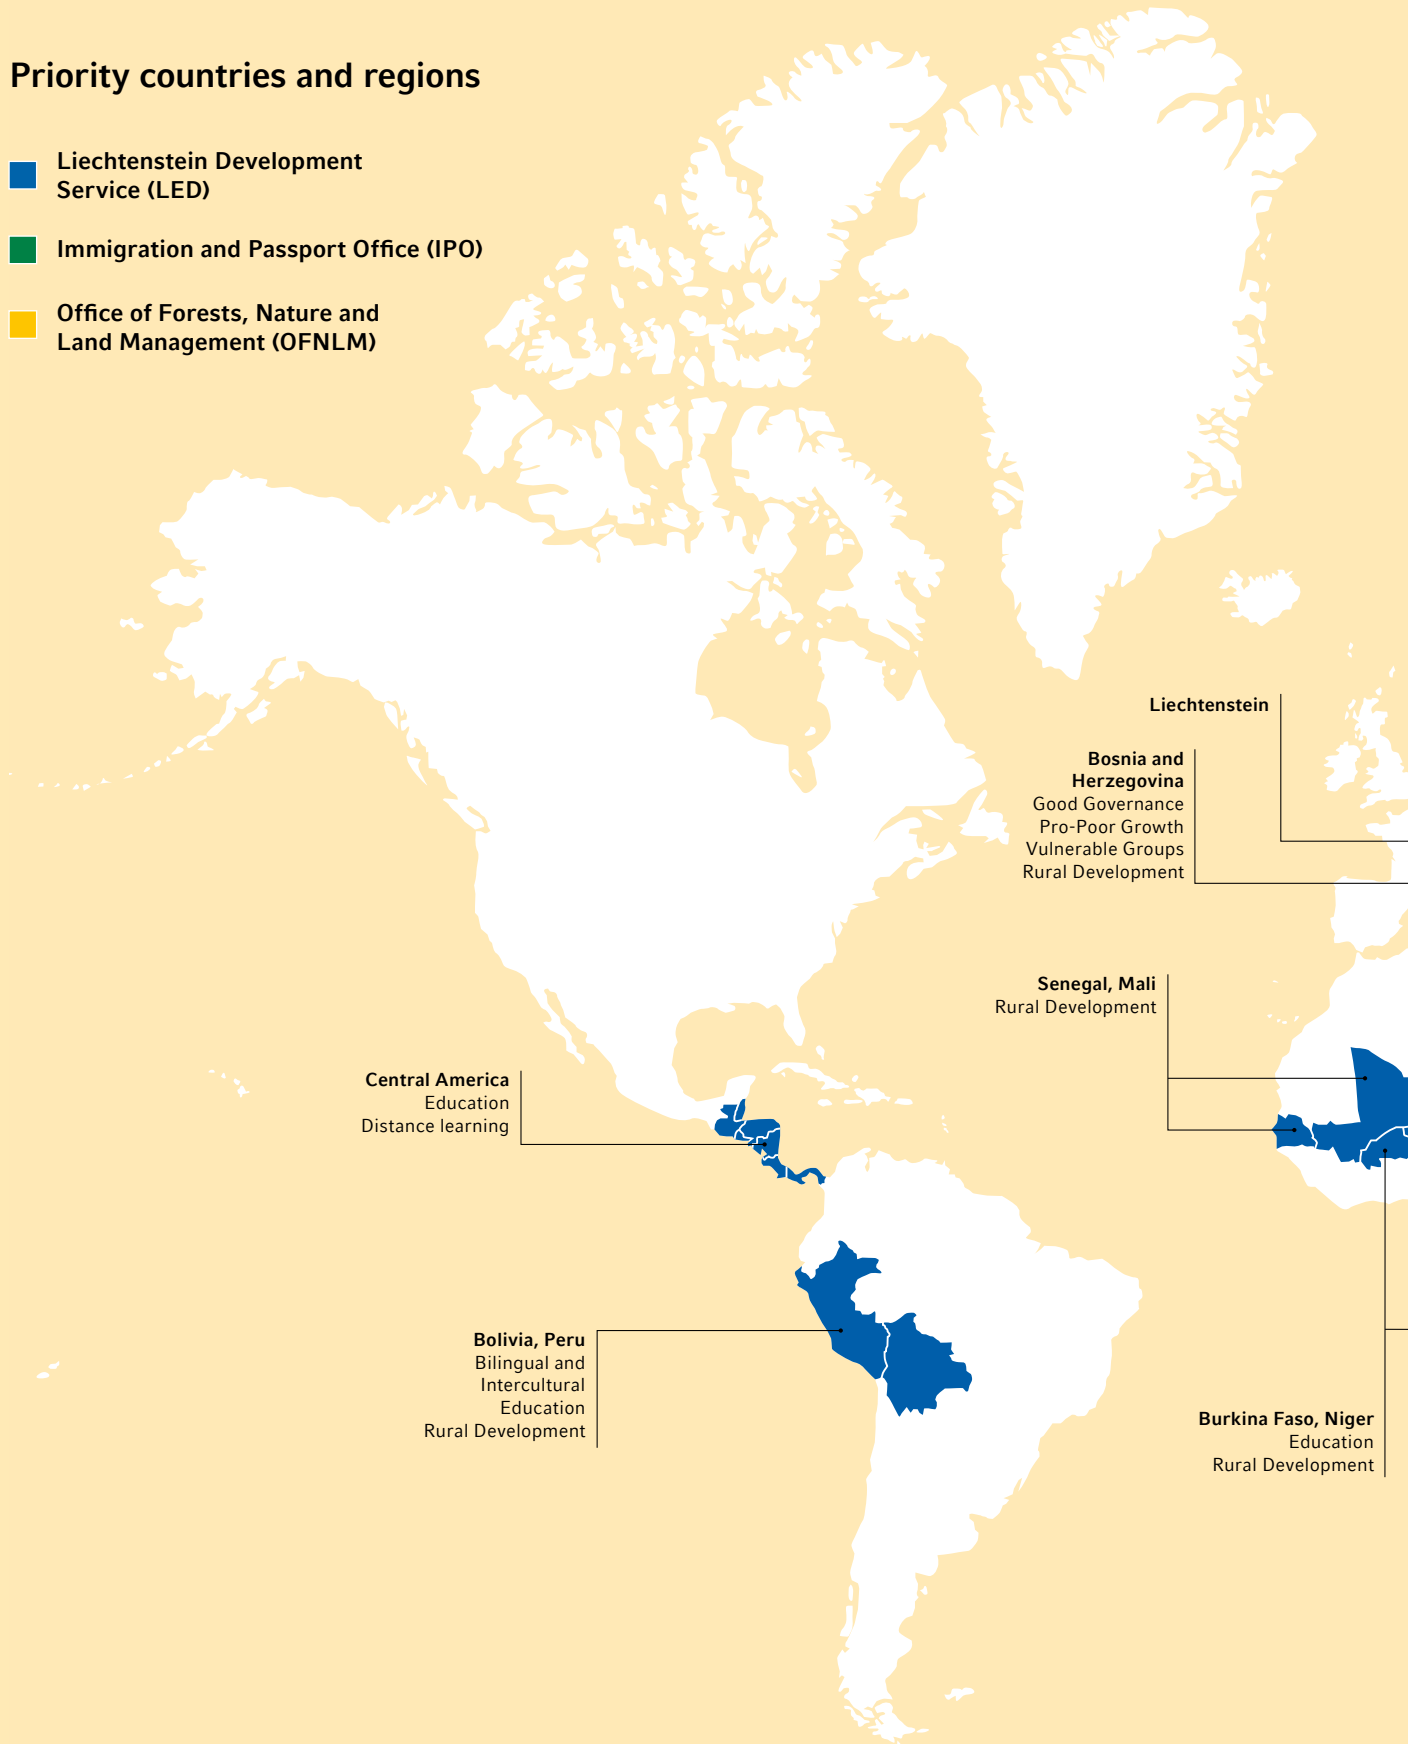 Priority countries and regions
Liechtenstein Development
Service (LED)
Immigration and Passport Office (IPO)
Office of Forests, Nature and
Land Management (OFNLM)
Liechtenstein
Bosnia and
Herzegovina
Good Governance
Pro-Poor Growth
Vulnerable Groups
Rural Development
Senegal, Mali
Rural Development
Central America
Education
Distance learning
Bolivia, Peru
Bilingual and
Intercultural
Education
Rural Development
Burkina Faso, Niger
Education
Rural Development